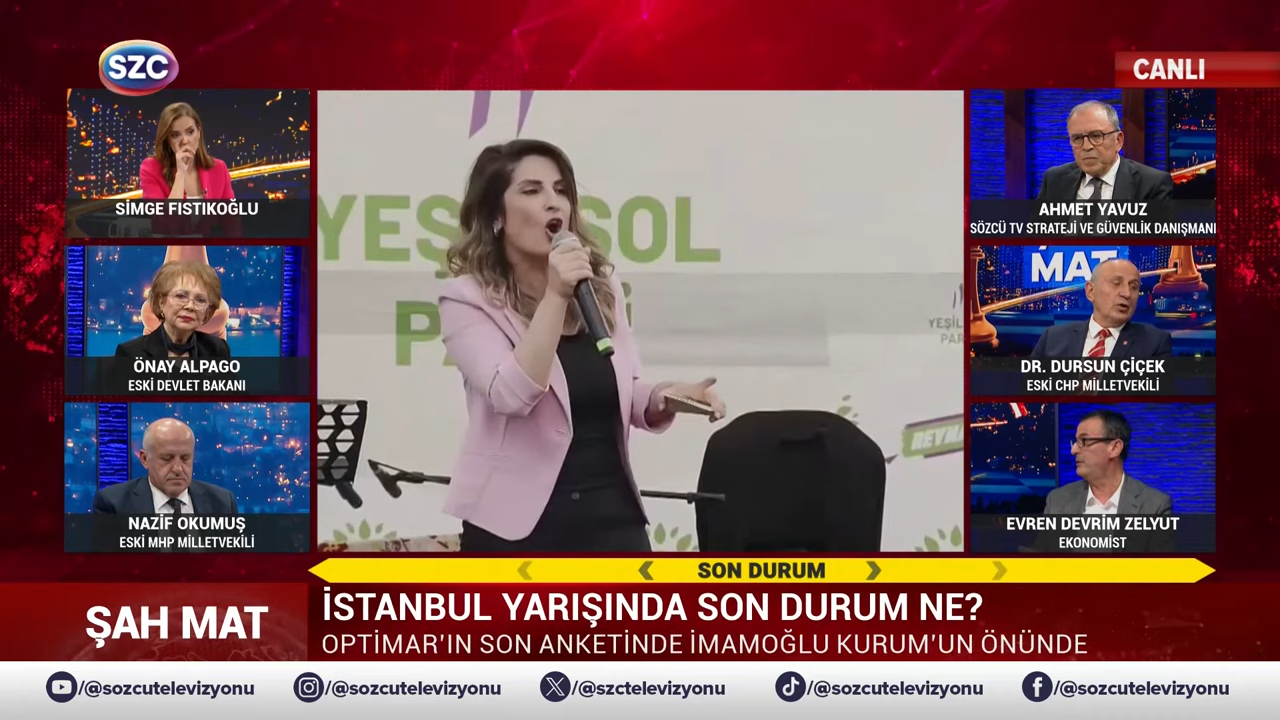 SZC
CANLI
SİMGE FISTIKOĞLU
ÖNAY ALPAGO
ESKİ DEVLET BAKANI
NAZİF OKUMUŞ
ESKİ MHP MİLLETVEKİLİ
YEŞ SOL
P
YEŞİL
PAR
AHMET YAVUZ
SÖZCÜ TV STRATEJİ VE GÜVENLİK DANIŞMANI
MAT
DR. DURSUN ÇİÇEK
ESKİ CHP MİLLETVEKİLİ
EVREN DEVRİM ZELYUT
EKONOMİST
SON DURUM
ŞAH MAT
İSTANBUL YARIŞINDA SON DURUM NE?
OPTİMAR'IN SON ANKETİNDE İMAMOĞLU KURUM'UN ÖNÜNDE
/@sozcutelevizyonu
/@sozcutelevizyonu
/@szctelevizyonu
/@sozcutelevizyonu
/@sozcutelevizyonu